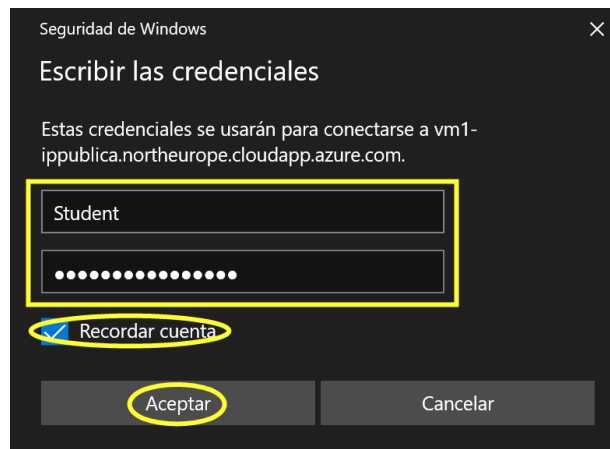 Seguridad de Windows
Escribir las credenciales
Estas credenciales se usarán para conectarse a vm1-
ippublica.northeurope.cloudapp.azure.com.
Student
●●●●●●●●●●●●●●●●
Recordar cuenta
Aceptar
Cancelar